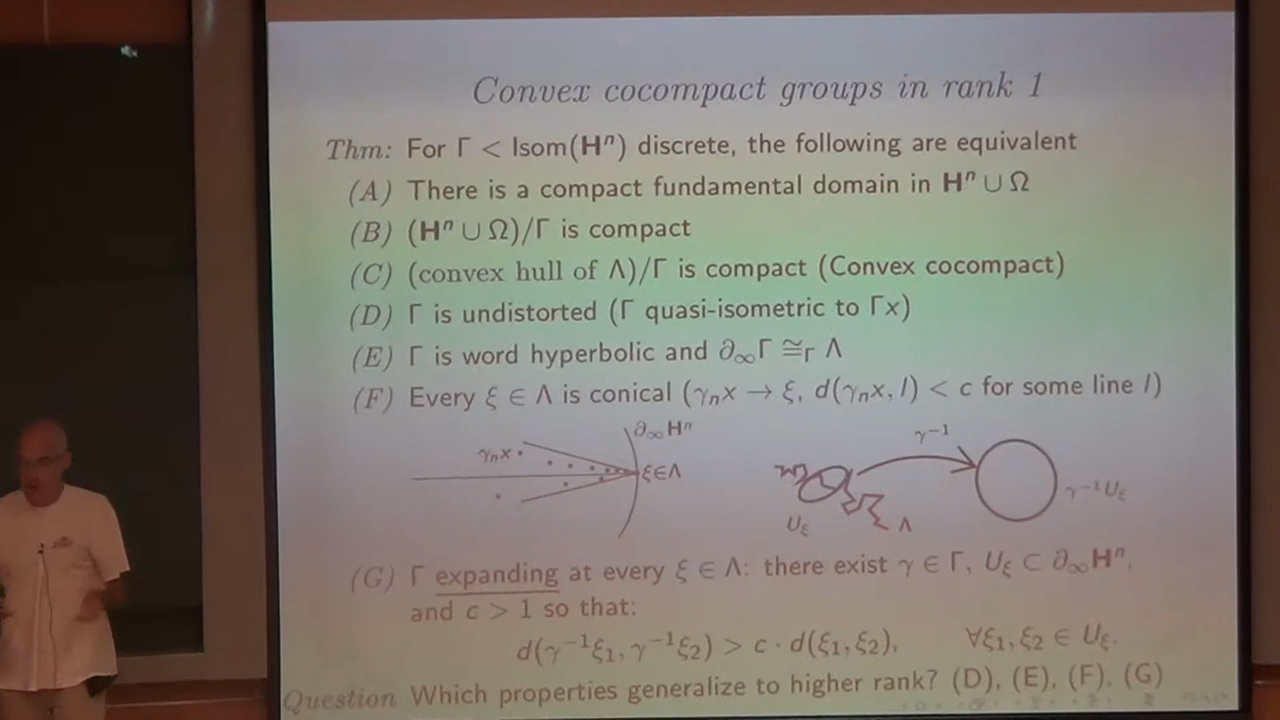 Convex cocompact groups in rank 1
Thm: For Γ < Isom(Hⁿ) discrete, the following are equivalent
(A) There is a compact fundamental domain in Hⁿ ∪ Ω
(B) (Hⁿ ∪ Ω)/Γ is compact
(C) (convex hull of Λ)/Γ is compact (Convex cocompact)
(D) Γ is undistorted (Γ quasi-isometric to Γx)
(E) Γ is word hyperbolic and ∂∞Γ ≅Γ Λ
(F) Every ξ ∈ Λ is conical (γₙx → ξ, d(γₙx, l) < c for some line l)
∂∞Hⁿ
γₙx
ξ∈Λ
γ⁻¹
Uξ
Λ
γ⁻¹Uξ
(G) Γ expanding at every ξ ∈ Λ: there exist γ ∈ Γ, Uξ ⊂ ∂∞Hⁿ,
and c > 1 so that:
d(γ⁻¹ξ₁, γ⁻¹ξ₂) > c · d(ξ₁, ξ₂), ∀ξ₁, ξ₂ ∈ Uξ.
Question Which properties generalize to higher rank? (D), (E), (F), (G)